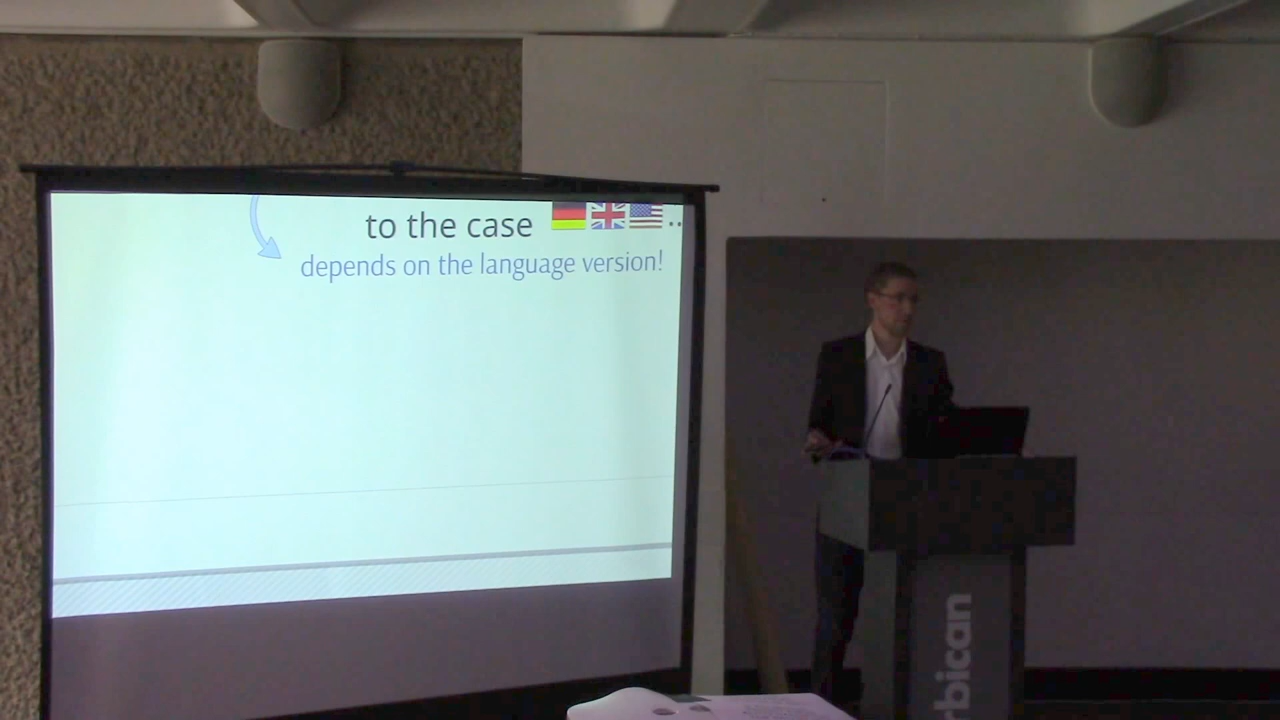 to the case ..
depends on the language version!
rbican